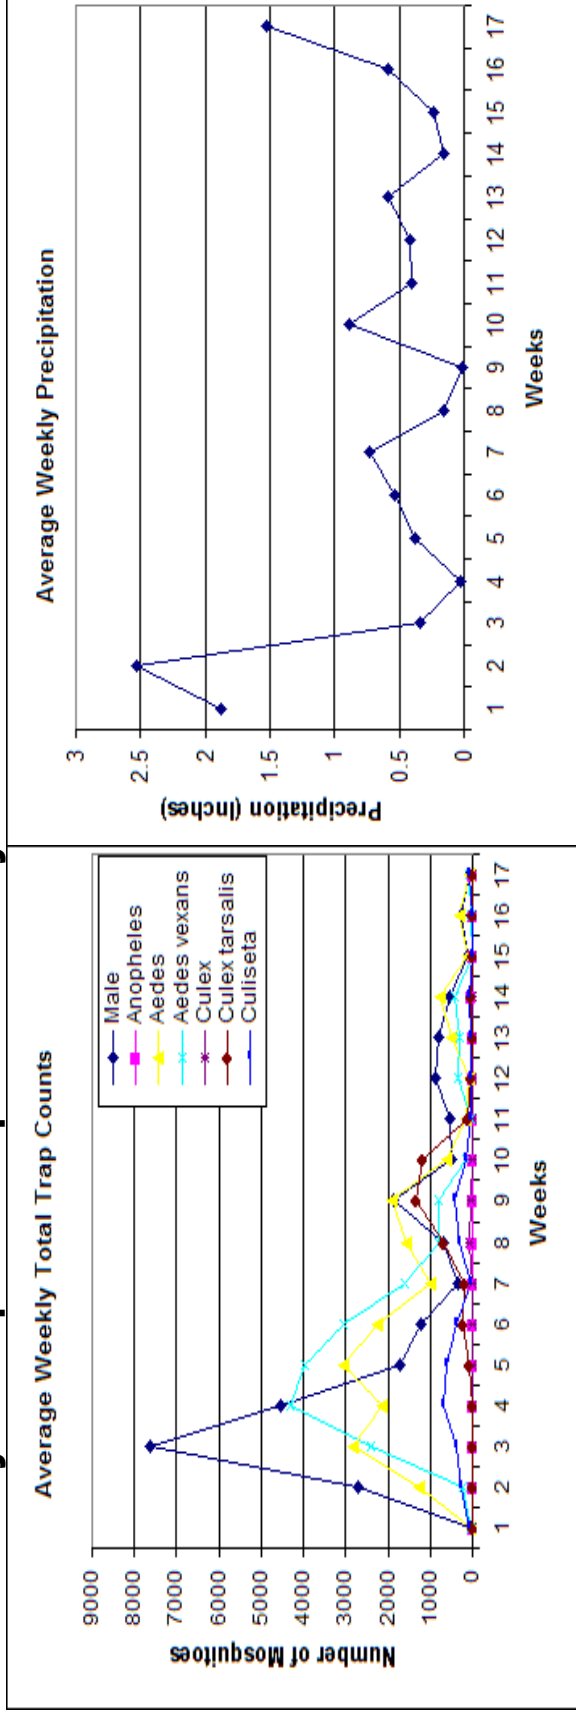 Average Weekly Total Trap Counts
Number of Mosquitoes
9000
8000
7000
6000
5000
4000
3000
2000
1000
0
1 2 3 4 5 6 7 8 9 10 11 12 13 14 15 16 17
Weeks
Male
Anopheles
Aedes
Aedes vexans
Culex
Culex tarsalis
Culiseta
Average Weekly Precipitation
Precipitation (Inches)
3
2.5
2
1.5
1
0.5
0
1 2 3 4 5 6 7 8 9 10 11 12 13 14 15 16 17
Weeks